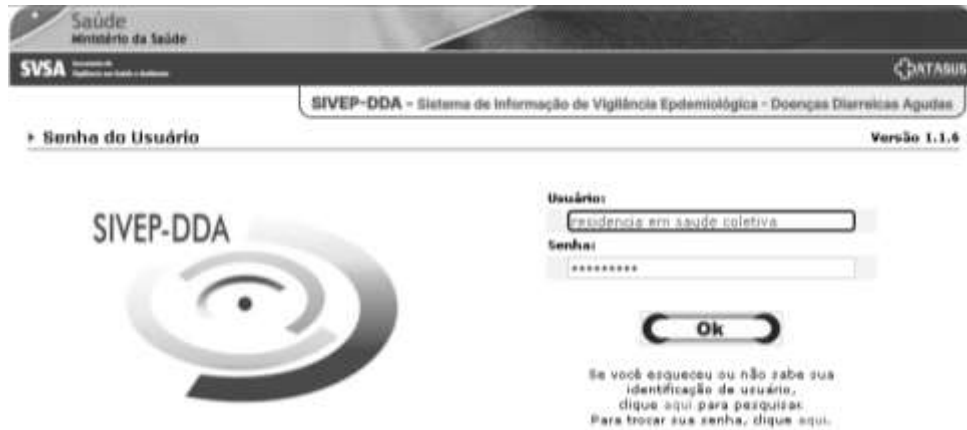 Saúde
Ministério da Saúde
SVSA
DATASUS
SIVEP-DDA - Sistema de Informação de Vigilância Epdemiológica - Doenças Diarreicas Agudas
Senha do Usuário
Versão 1.1.6
SIVEP-DDA
Usuário:
residencia em saude coletiva
Senha:
*********
Ok
Se você esqueceu ou não sabe sua
identificação de usuário,
clique aqui para pesquisar.
Para trocar sua senha, clique aqui.